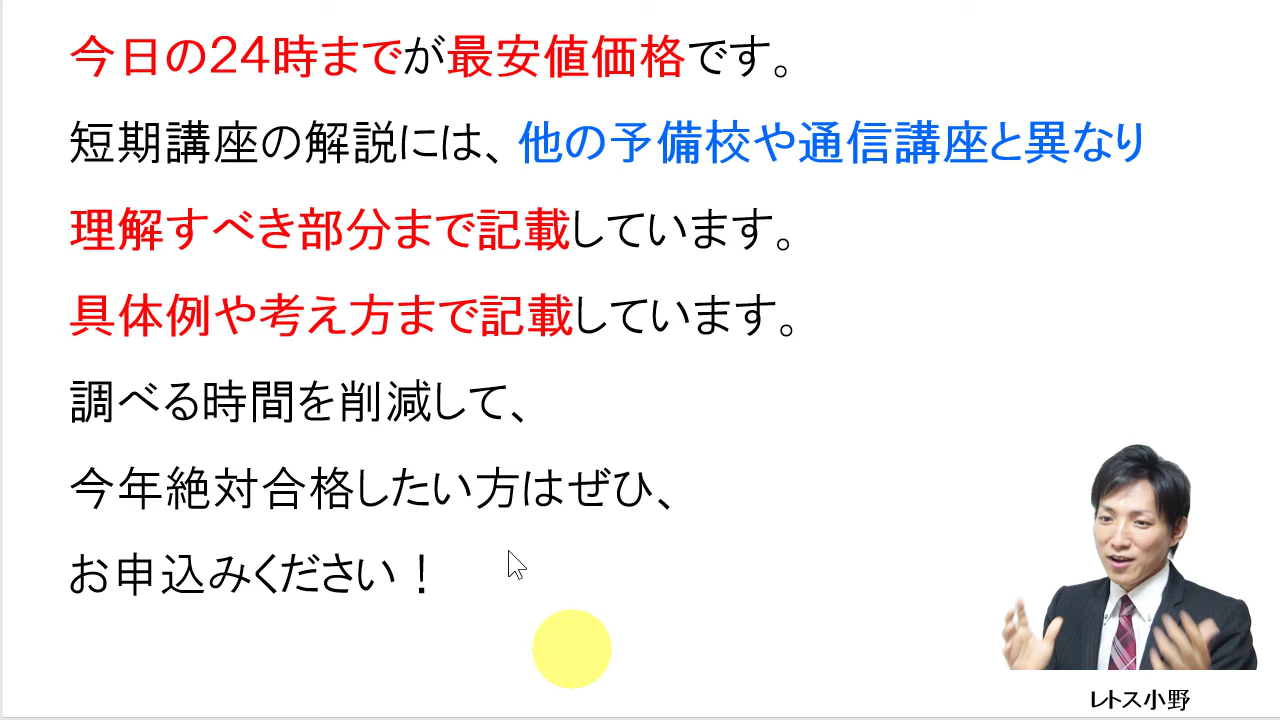 今日の24時までが最安値価格です。
短期講座の解説には、他の予備校や通信講座と異なり
理解すべき部分まで記載しています。
具体例や考え方まで記載しています。
調べる時間を削減して、
今年絶対合格したい方はぜひ、
お申込みください！
レトス小野